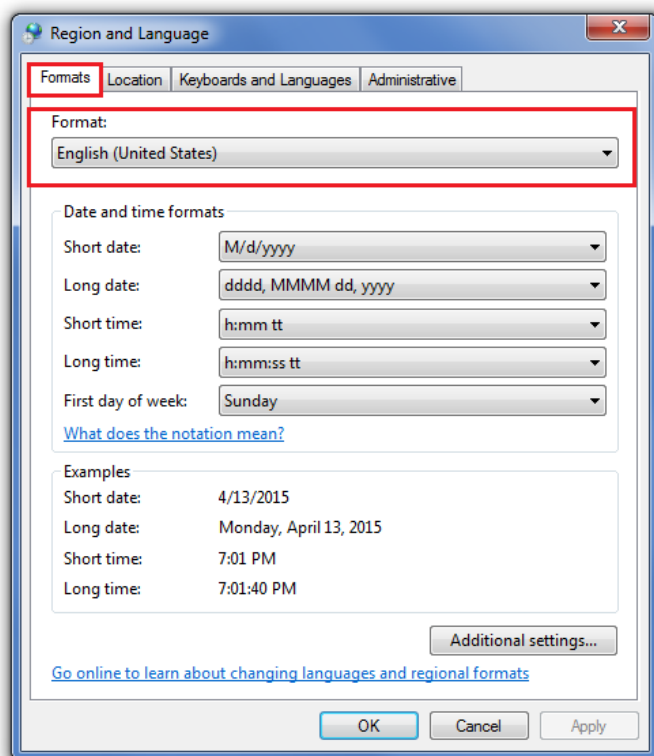 Region and Language
Formats Location Keyboards and Languages Administrative
Format:
English (United States)
Date and time formats
Short date: M/d/yyyy
Long date: dddd, MMMM dd, yyyy
Short time: h:mm tt
Long time: h:mm:ss tt
First day of week: Sunday
What does the notation mean?
Examples
Short date: 4/13/2015
Long date: Monday, April 13, 2015
Short time: 7:01 PM
Long time: 7:01:40 PM
Additional settings...
Go online to learn about changing languages and regional formats
OK Cancel Apply